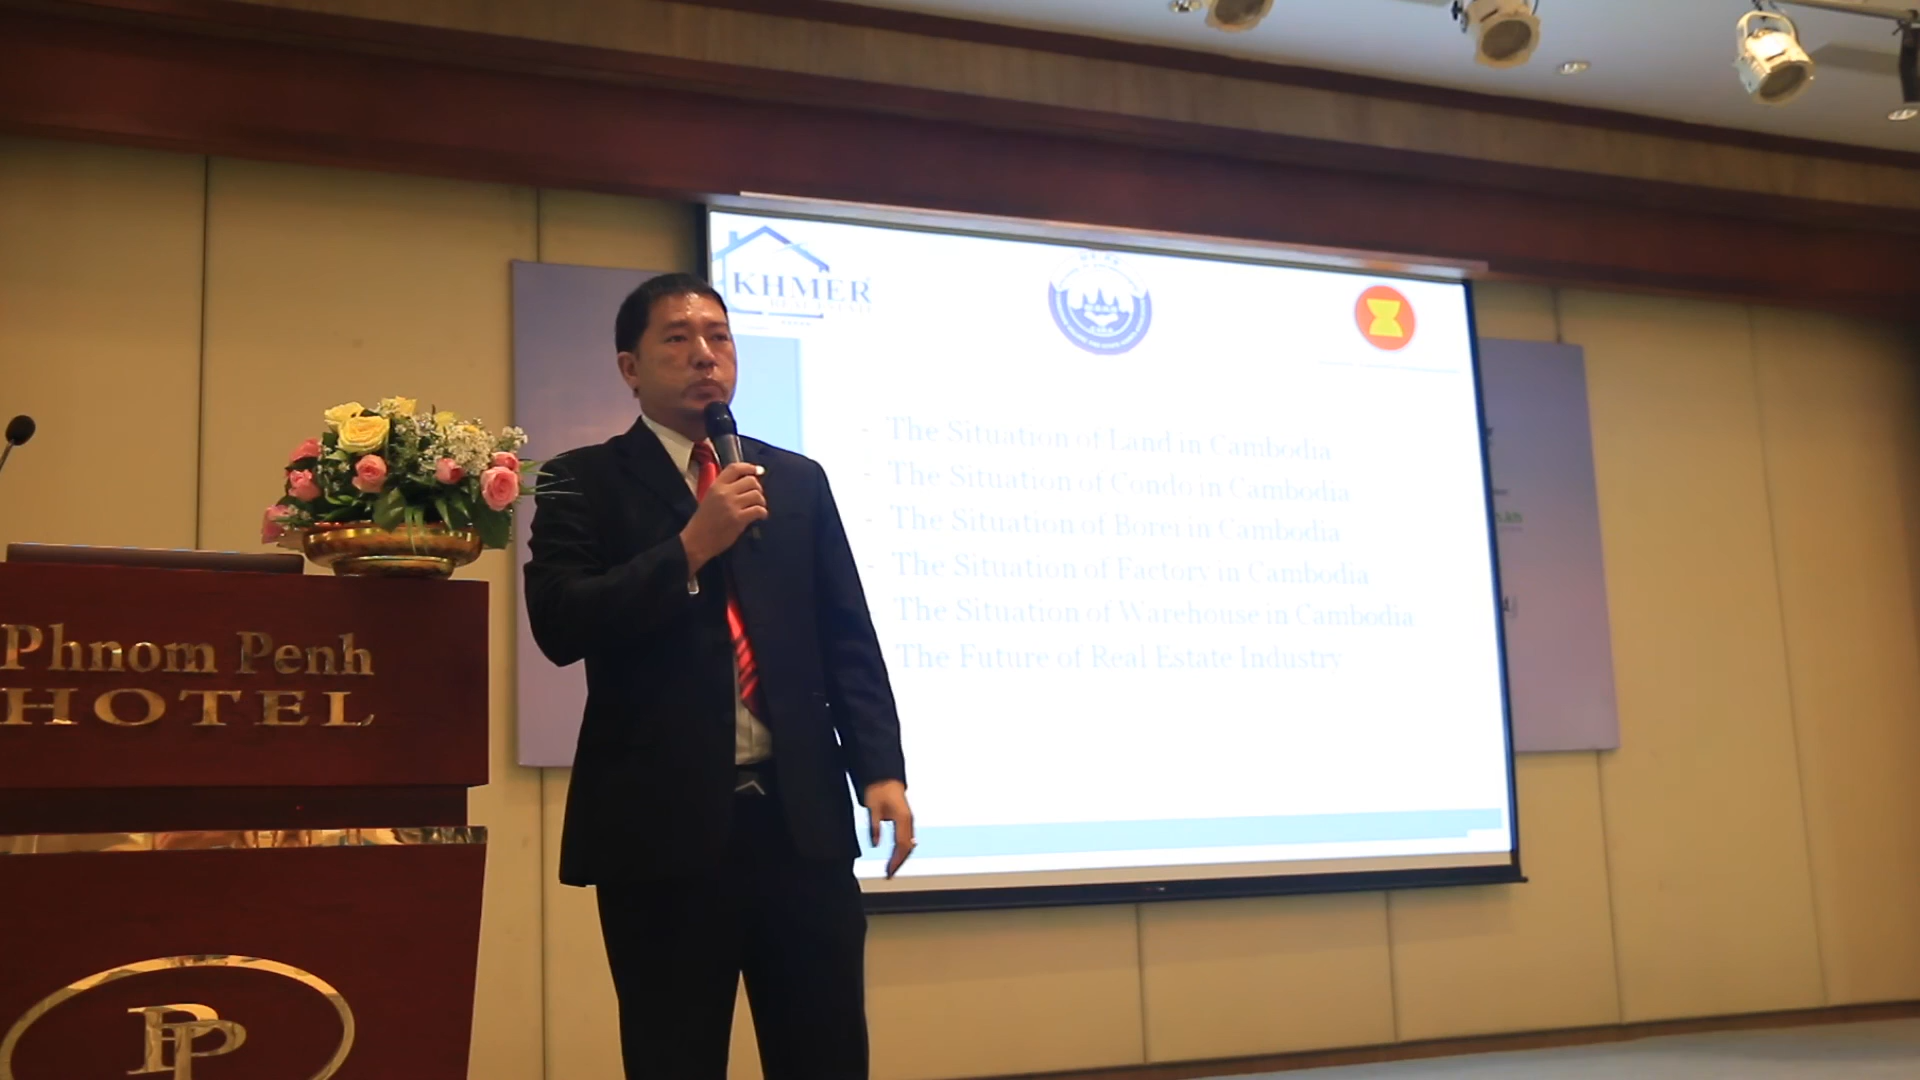 KHMER
REAL ESTATE
- The Situation of Land in Cambodia
- The Situation of Condo in Cambodia
- The Situation of Borei in Cambodia
- The Situation of Factory in Cambodia
- The Situation of Warehouse in Cambodia
The Future of Real Estate Industry
Phnom Penh
HOTEL
PP